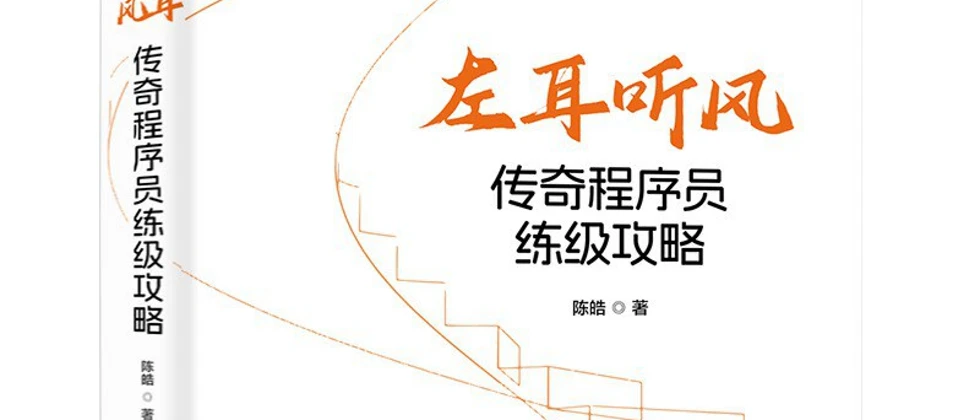 风耳
传奇程序员练级攻略
陈皓◎著
左耳听风
传奇程序员
练级攻略
陈皓 ◎ 著